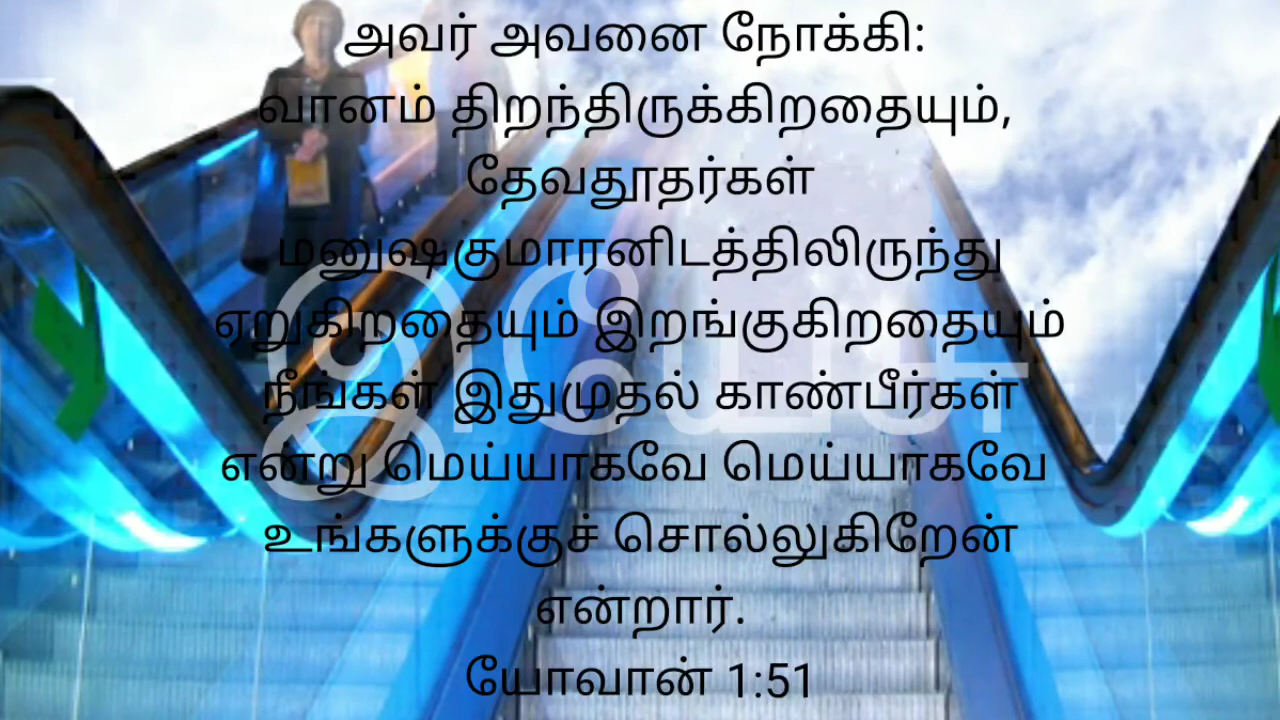 அவர் அவனை நோக்கி:
வானம் திறந்திருக்கிறதையும்,
தேவதூதர்கள்
மனுஷகுமாரனிடத்திலிருந்து
ஏறுகிறதையும் இறங்குகிறதையும்
நீங்கள் இதுமுதல் காண்பீர்கள்
என்று மெய்யாகவே மெய்யாகவே
உங்களுக்குச் சொல்லுகிறேன்
என்றார்.
யோவான் 1:51
இயேசு